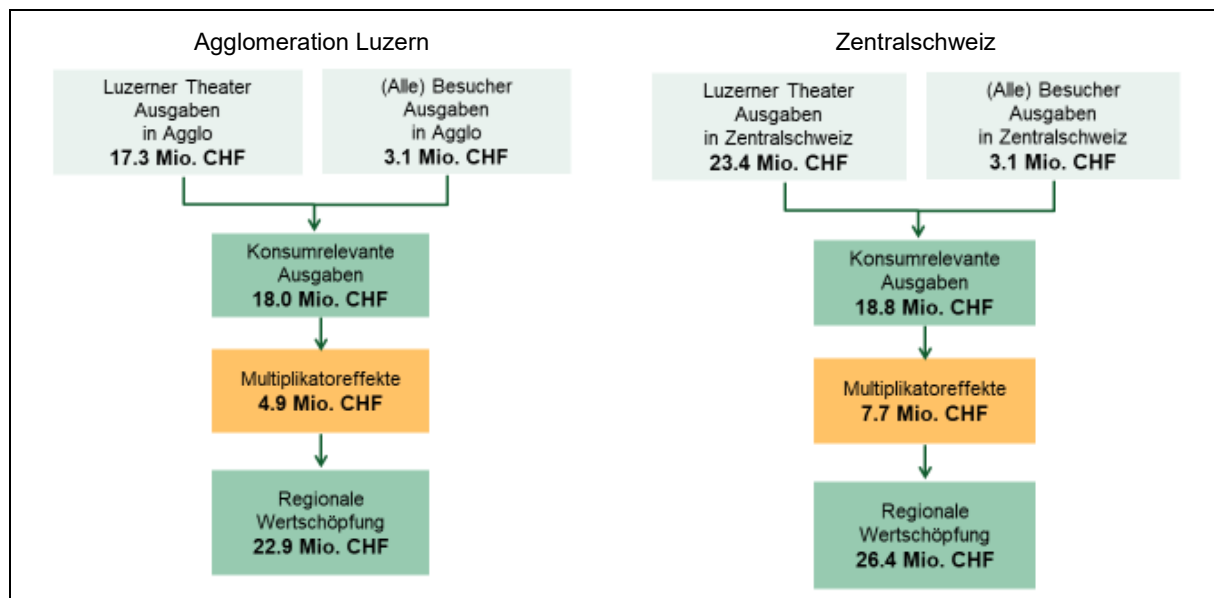 Agglomeration Luzern
Luzerner Theater
Ausgaben
in Agglo
17.3 Mio. CHF
(Alle) Besucher
Ausgaben
in Agglo
3.1 Mio. CHF
Konsumrelevante
Ausgaben
18.0 Mio. CHF
Multiplikatoreffekte
4.9 Mio. CHF
Regionale
Wertschöpfung
22.9 Mio. CHF
Zentralschweiz
Luzerner Theater
Ausgaben
in Zentralschweiz
23.4 Mio. CHF
(Alle) Besucher
Ausgaben
in Zentralschweiz
3.1 Mio. CHF
Konsumrelevante
Ausgaben
18.8 Mio. CHF
Multiplikatoreffekte
7.7 Mio. CHF
Regionale
Wertschöpfung
26.4 Mio. CHF